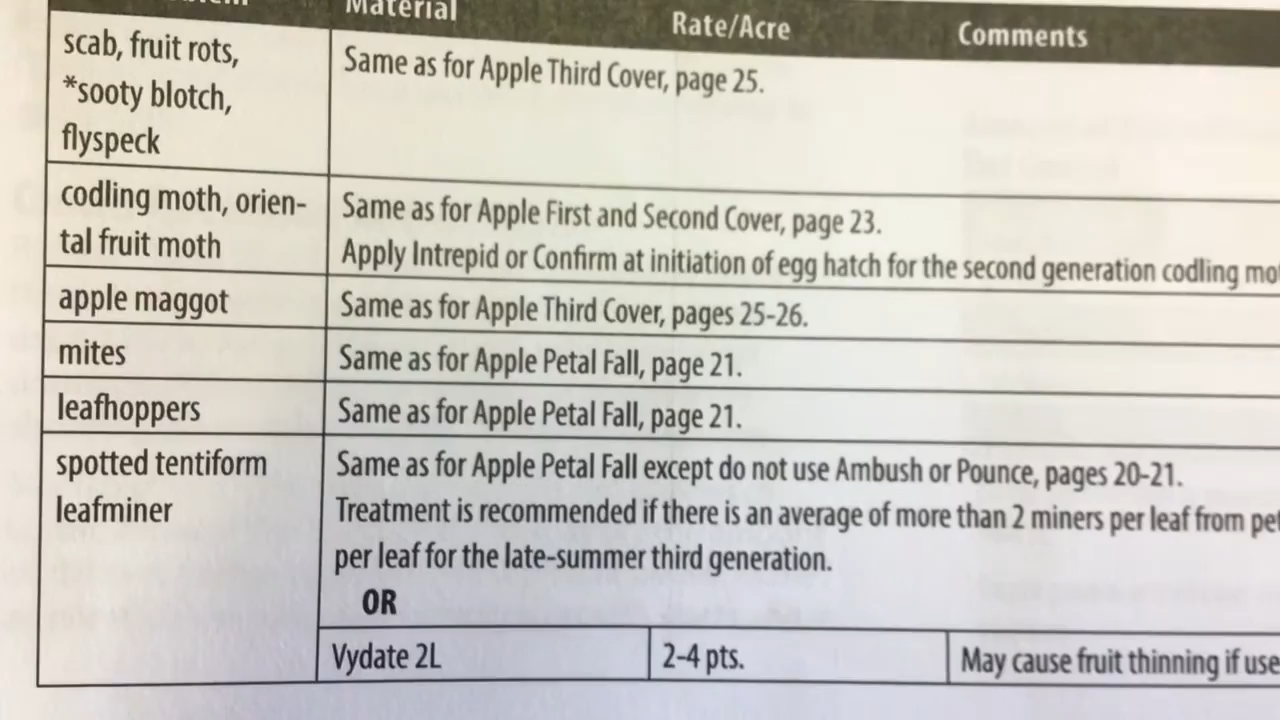 Material Rate/Acre Comments
scab, fruit rots,
*sooty blotch,
flyspeck
Same as for Apple Third Cover, page 25.
codling moth, orien-
tal fruit moth
Same as for Apple First and Second Cover, page 23.
Apply Intrepid or Confirm at initiation of egg hatch for the second generation codling
apple maggot
Same as for Apple Third Cover, pages 25-26.
mites
Same as for Apple Petal Fall, page 21.
leafhoppers
Same as for Apple Petal Fall, page 21.
spotted tentiform
leafminer
Same as for Apple Petal Fall except do not use Ambush or Pounce, pages 20-21.
Treatment is recommended if there is an average of more than 2 miners per leaf from
per leaf for the late-summer third generation.
OR
Vydate 2L 2-4 pts. May cause fruit thinning if use